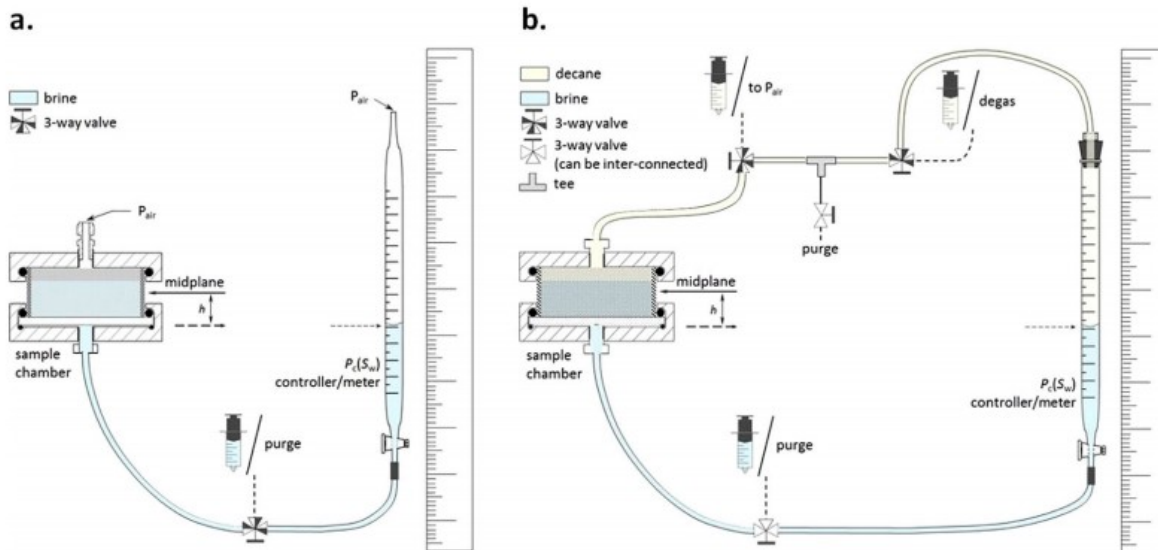 a.
brine
3-way valve
Pair
Pair
midplane
h
sample
chamber
Pc(Sw)
controller/meter
purge
b.
decane
brine
3-way valve
3-way valve
(can be inter-connected)
tee
to Pair
degas
purge
midplane
h
sample
chamber
Pc(Sw)
controller/meter
purge